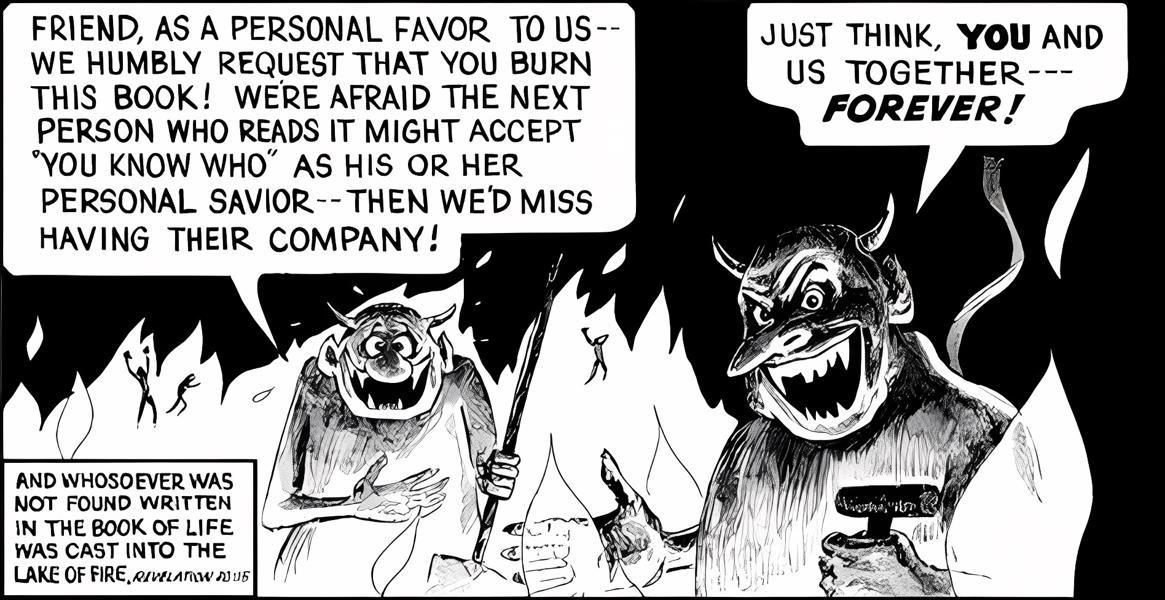 FRIEND, AS A PERSONAL FAVOR TO US--
WE HUMBLY REQUEST THAT YOU BURN
THIS BOOK! WE'RE AFRAID THE NEXT
PERSON WHO READS IT MIGHT ACCEPT
"YOU KNOW WHO" AS HIS OR HER
PERSONAL SAVIOR--THEN WE'D MISS
HAVING THEIR COMPANY!
JUST THINK, YOU AND
US TOGETHER---
FOREVER!
AND WHOSOEVER WAS
NOT FOUND WRITTEN
IN THE BOOK OF LIFE
WAS CAST INTO THE
LAKE OF FIRE. REVELATION